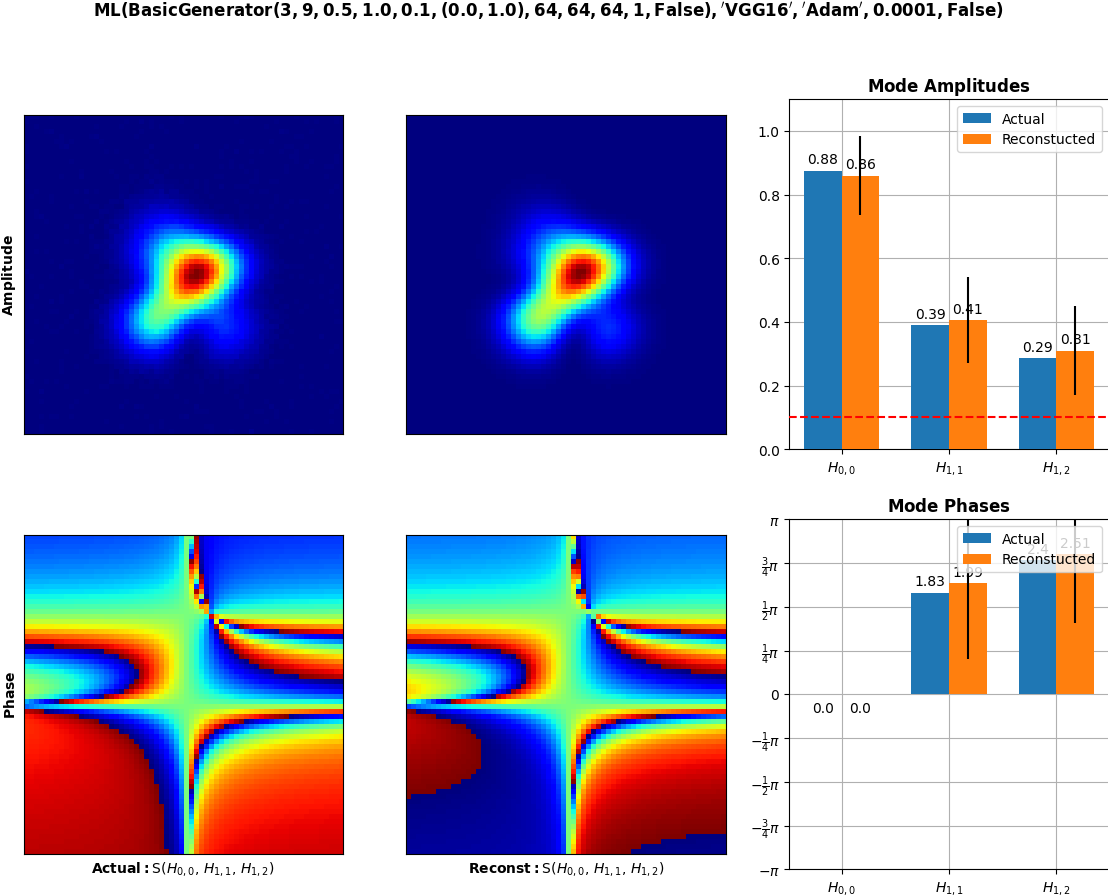 ML(BasicGenerator(3, 9, 0.5, 1.0, 0.1, (0.0, 1.0), 64, 64, 64, 1, False), ′VGG16′, ′Adam′, 0.0001, False)
Amplitude
Mode Amplitudes
Actual
Reconstucted
1.0
0.8
0.6
0.4
0.2
0.0
0.88
0.86
0.39
0.41
0.29
0.31
H0,0
H1,1
H1,2
Phase
Actual: S(H0,0, H1,1, H1,2)
Reconst: S(H0,0, H1,1, H1,2)
Mode Phases
Actual
Reconstucted
π
3/4π
1/2π
1/4π
0
−1/4π
−1/2π
−3/4π
−π
0.0
0.0
1.83
1.99
2.4
2.61
H0,0
H1,1
H1,2